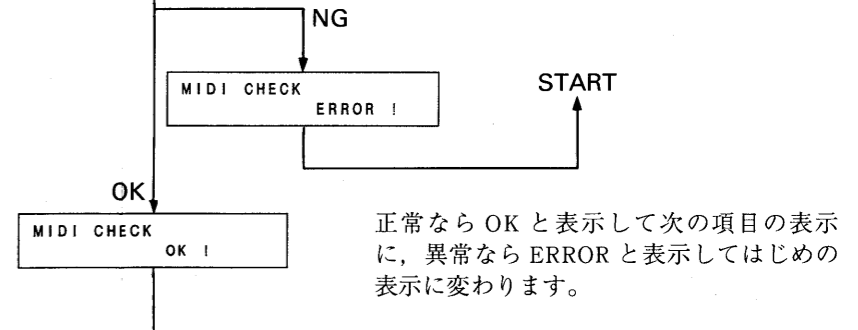 NG
MIDI CHECK
ERROR !
START
OK
MIDI CHECK
OK !
正常なら OK と表示して次の項目の表示
に，異常なら ERROR と表示してはじめの
表示に変わります。